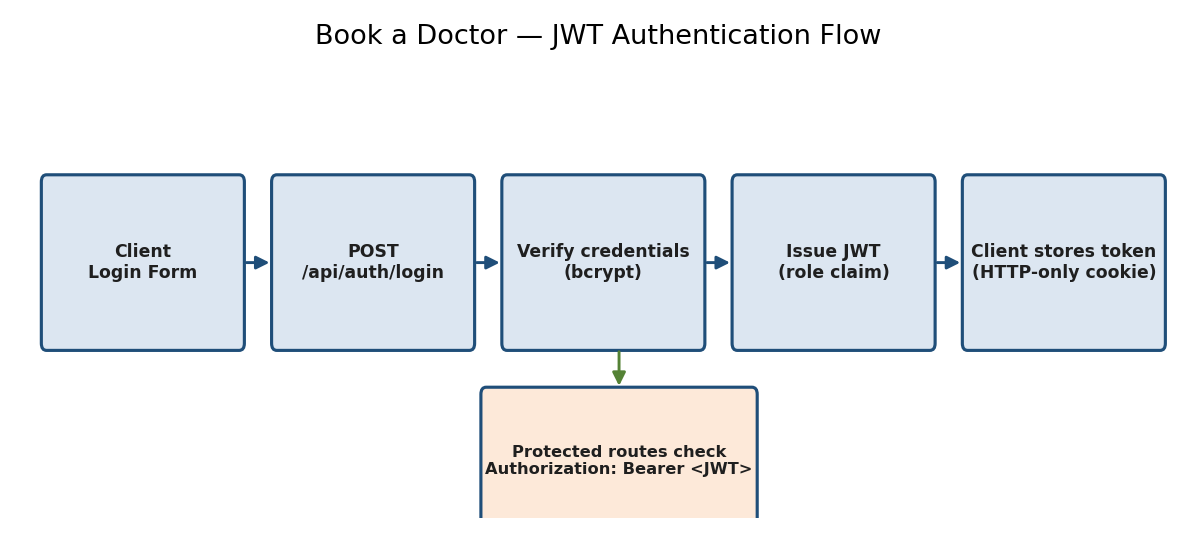 Book a Doctor — JWT Authentication Flow
Client
Login Form
POST
/api/auth/login
Verify credentials
(bcrypt)
Issue JWT
(role claim)
Client stores token
(HTTP-only cookie)
Protected routes check
Authorization: Bearer <JWT>